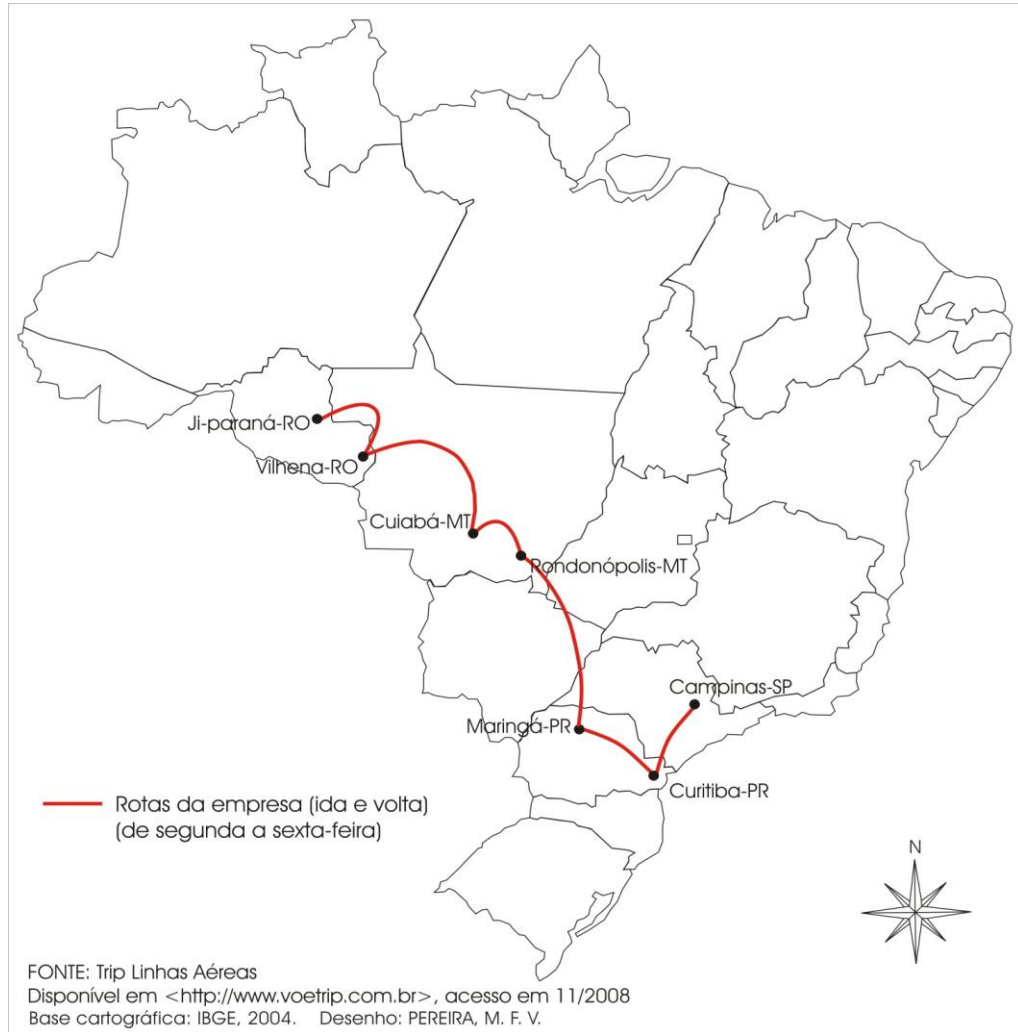 Ji-paraná-RO
Vilhena-RO
Cuiabá-MT
Rondonópolis-MT
Campinas-SP
Maringá-PR
Curitiba-PR
Rotas da empresa (ida e volta)
(de segunda a sexta-feira)
N
FONTE: Trip Linhas Aéreas
Disponível em <http://www.voetrip.com.br>, acesso em 11/2008
Base cartográfica: IBGE, 2004. Desenho: PEREIRA, M. F. V.